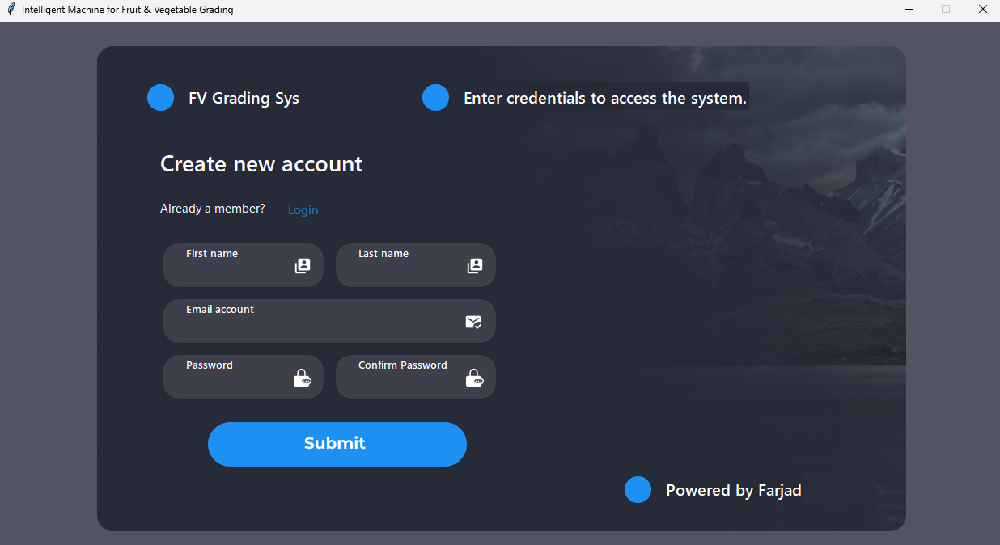 Intelligent Machine for Fruit & Vegetable Grading
FV Grading Sys
Enter credentials to access the system.
Create new account
Already a member? Login
First name
Last name
Email account
Password
Confirm Password
Submit
Powered by Farjad